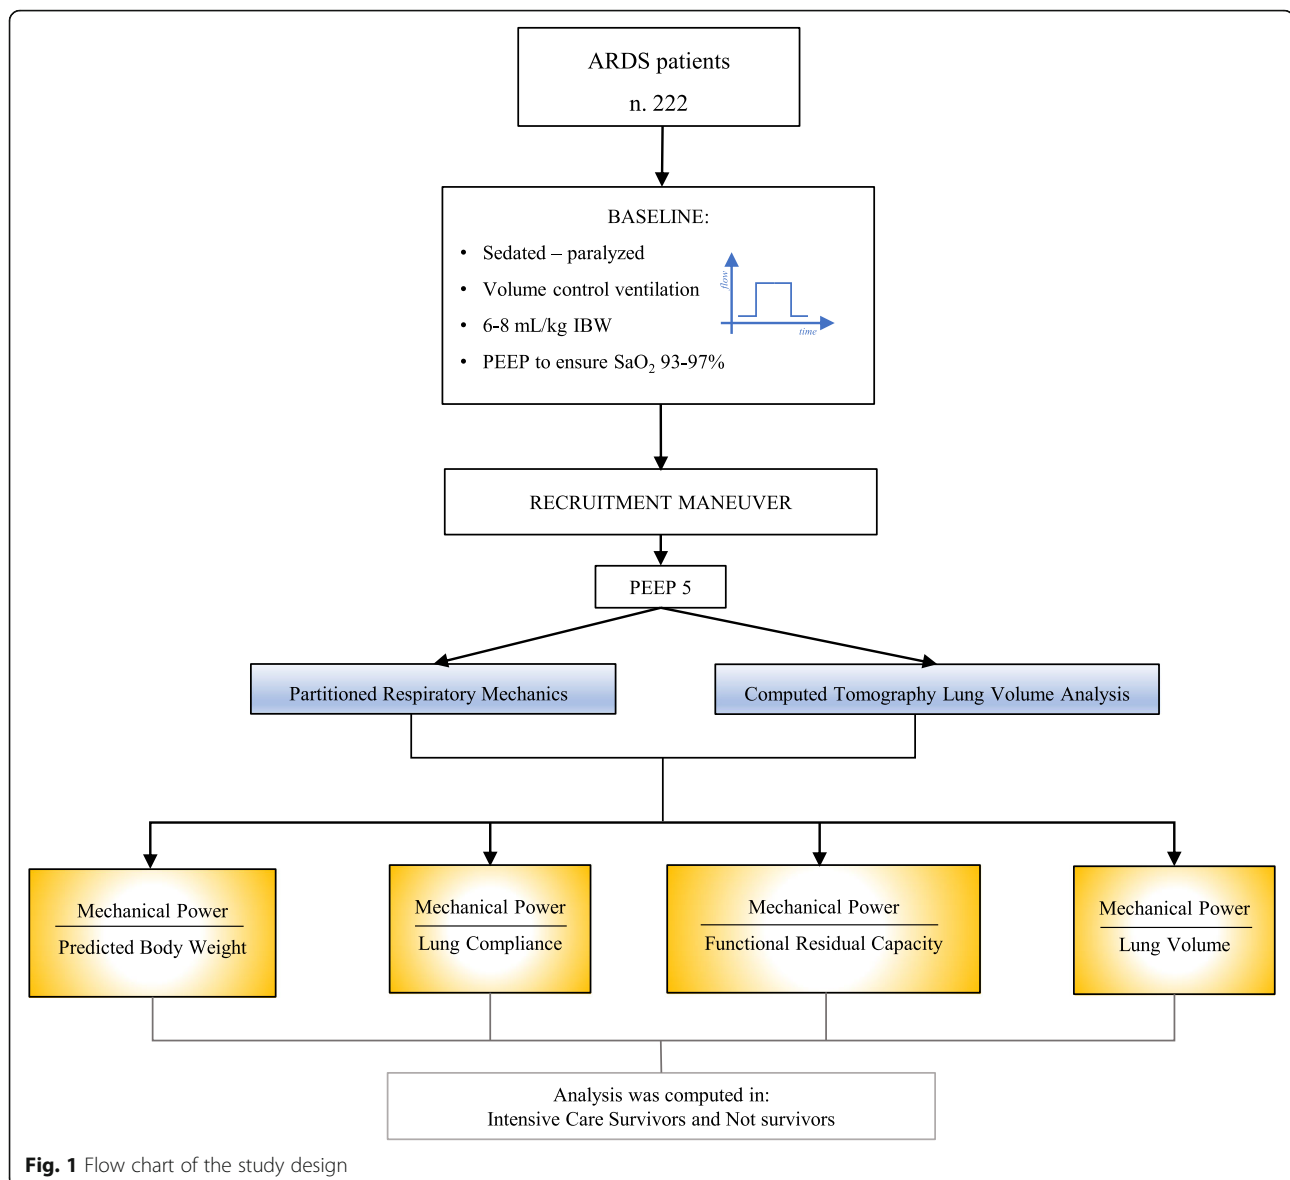 ARDS patients
n. 222
BASELINE:
• Sedated – paralyzed
• Volume control ventilation
• 6-8 mL/kg IBW
• PEEP to ensure SaO₂ 93-97%
flow
time
RECRUITMENT MANEUVER
PEEP 5
Partitioned Respiratory Mechanics
Computed Tomography Lung Volume Analysis
Mechanical Power
Predicted Body Weight
Mechanical Power
Lung Compliance
Mechanical Power
Functional Residual Capacity
Mechanical Power
Lung Volume
Analysis was computed in:
Intensive Care Survivors and Not survivors
Fig. 1 Flow chart of the study design